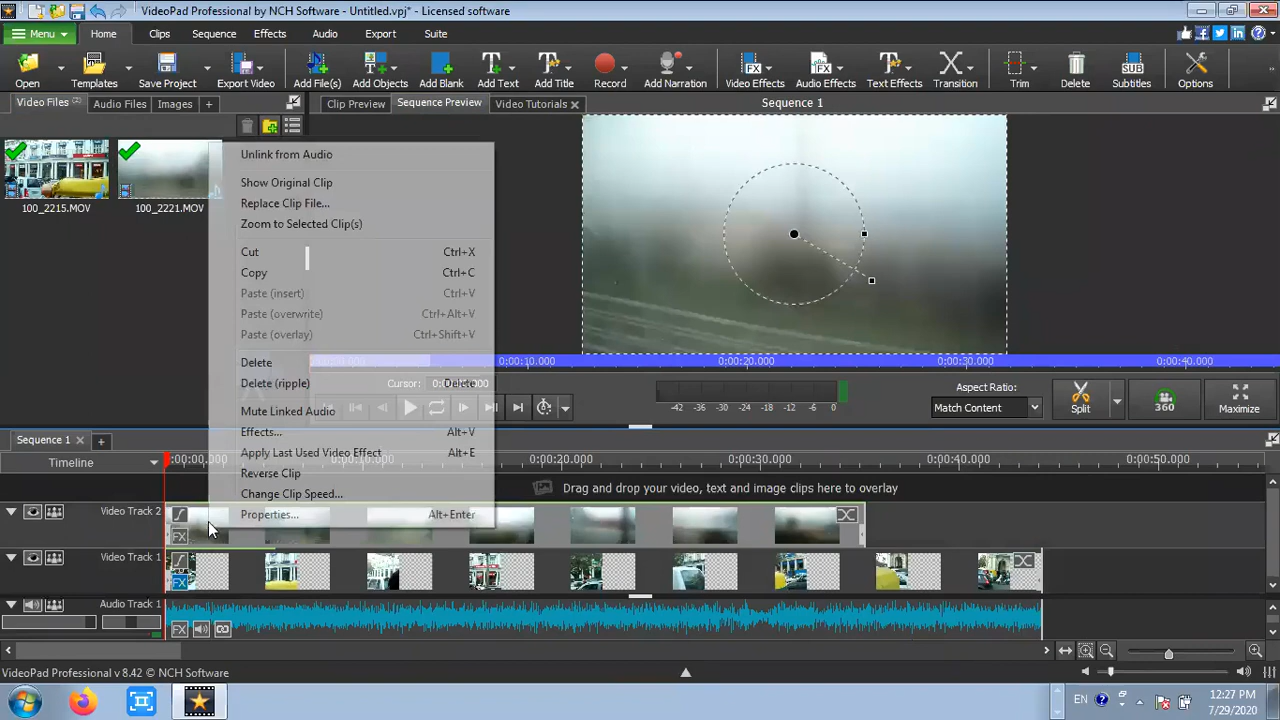 VideoPad Professional by NCH Software - Untitled.vpj* - Licensed software
Menu Home Clips Sequence Effects Audio Export Suite
Open Templates Save Project Export Video Add File(s) Add Objects Add Blank Add Text Add Title Record Add Narration Video Effects Audio Effects Text Effects Transition Trim Delete Subtitles Options
Video Files Audio Files Images + Clip Preview Sequence Preview Video Tutorials Sequence 1
100_2215.MOV 100_2221.MOV
Unlink from Audio
Show Original Clip
Replace Clip File...
Zoom to Selected Clip(s)
Cut Ctrl+X
Copy Ctrl+C
Paste (insert) Ctrl+V
Paste (overwrite) Ctrl+Alt+V
Paste (overlay) Ctrl+Shift+V
Delete
Delete (ripple) Delete
Mute Linked Audio
Effects... Alt+V
Apply Last Used Video Effect Alt+E
Reverse Clip
Change Clip Speed...
Properties... Alt+Enter
0:00:10.000 0:00:20.000 0:00:30.000 0:00:40.000
Cursor:
-42 -36 -30 -24 -18 -12 -6 0
Aspect Ratio:
Match Content
Split 360 Maximize
Sequence 1 +
Timeline
0:00:20.000 0:00:30.000 0:00:40.000 0:00:50.000
Drag and drop your video, text and image clips here to overlay
Video Track 2
FX
Video Track 1
FX
Audio Track 1
FX
VideoPad Professional v 8.42 © NCH Software
EN
12:27 PM
7/29/2020